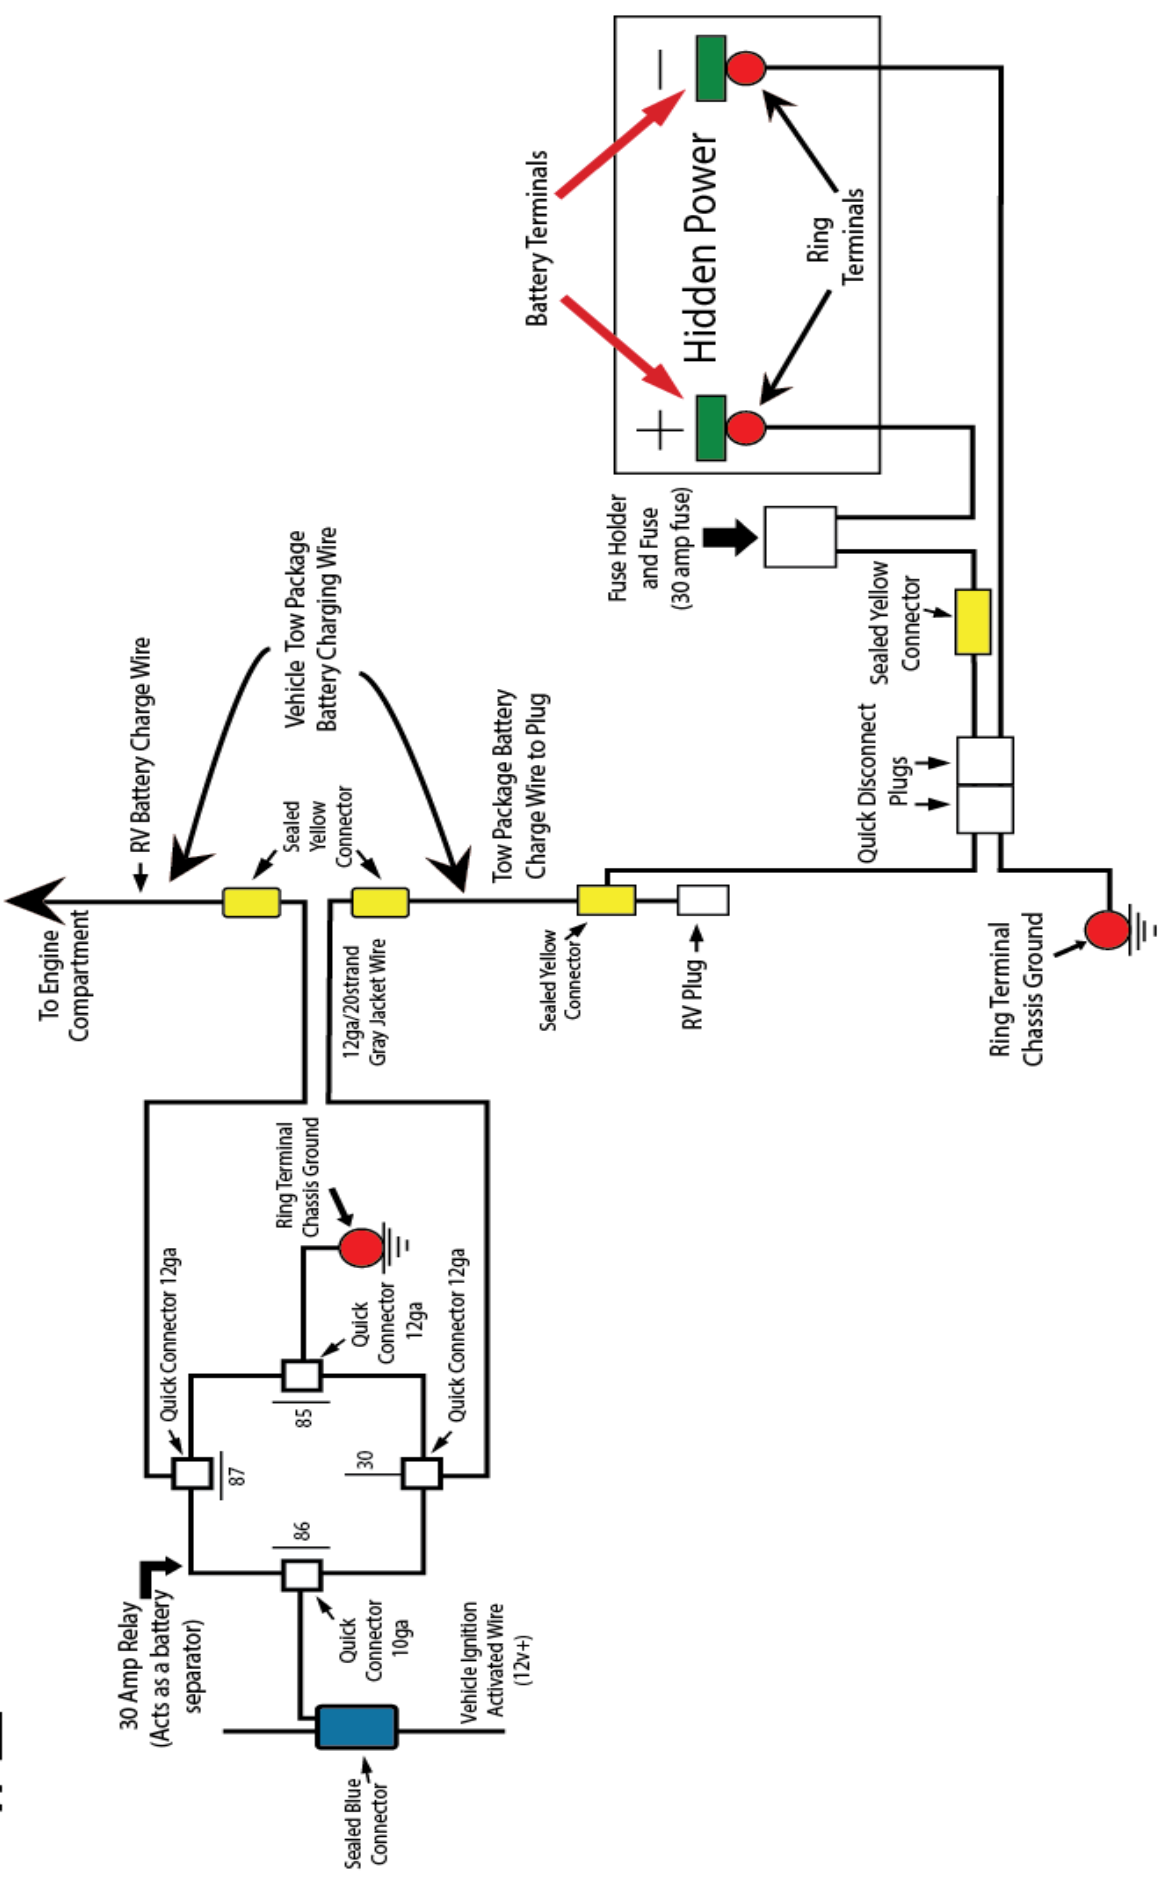 To Engine
Compartment
RV Battery Charge Wire
Vehicle Tow Package
Battery Charging Wire
Sealed
Yellow
Connector
12ga/20strand
Gray Jacket Wire
Tow Package Battery
Charge Wire to Plug
Sealed Yellow
Connector
RV Plug
Battery Terminals
−
+
Hidden Power
Ring
Terminals
Fuse Holder
and Fuse
(30 amp fuse)
Sealed Yellow
Connector
Quick Disconnect
Plugs
Ring Terminal
Chassis Ground
30 Amp Relay
(Acts as a battery
separator)
Quick Connector 12ga
87
86
85
30
Quick
Connector
12ga
Ring Terminal
Chassis Ground
Quick Connector 12ga
Quick
Connector
10ga
Vehicle Ignition
Activated Wire
(12v+)
Sealed Blue
Connector